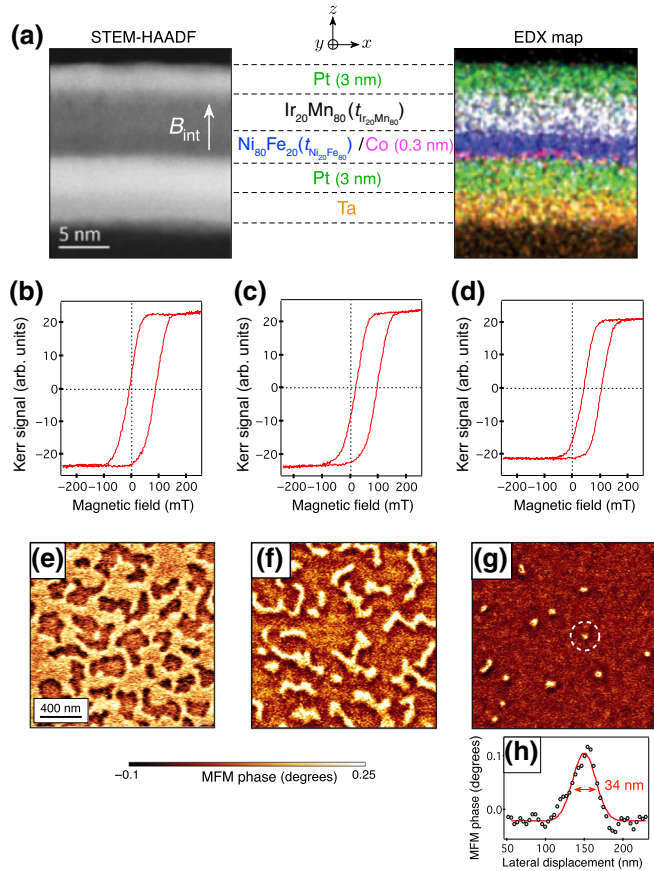 (a) STEM-HAADF z y x EDX map
Pt (3 nm)
Ir20Mn80(tIr20Mn80)
Bint
Ni80Fe20(tNi20Fe80) /Co (0.3 nm)
Pt (3 nm)
Ta
5 nm
(b) (c) (d)
Kerr signal (arb. units) 20 10 0 −10 −20 −200 −100 0 100 200 Magnetic field (mT)
Kerr signal (arb. units) 20 10 0 −10 −20 −200 −100 0 100 200 Magnetic field (mT)
Kerr signal (arb. units) 20 10 0 −10 −20 −200 −100 0 100 200 Magnetic field (mT)
(e) (f) (g)
400 nm
−0.1 MFM phase (degrees) 0.25
(h)
MFM phase (degrees) 0.1 0.0
34 nm
50 100 150 200
Lateral displacement (nm)